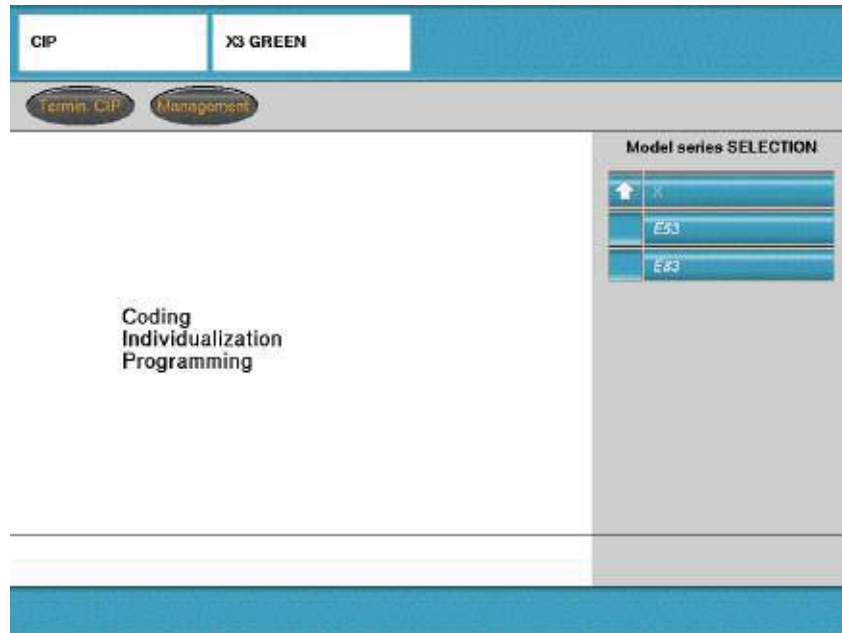 CIP
X3 GREEN
Termin. CIP
Management
Model series SELECTION
X
E53
E83
Coding
Individualization
Programming